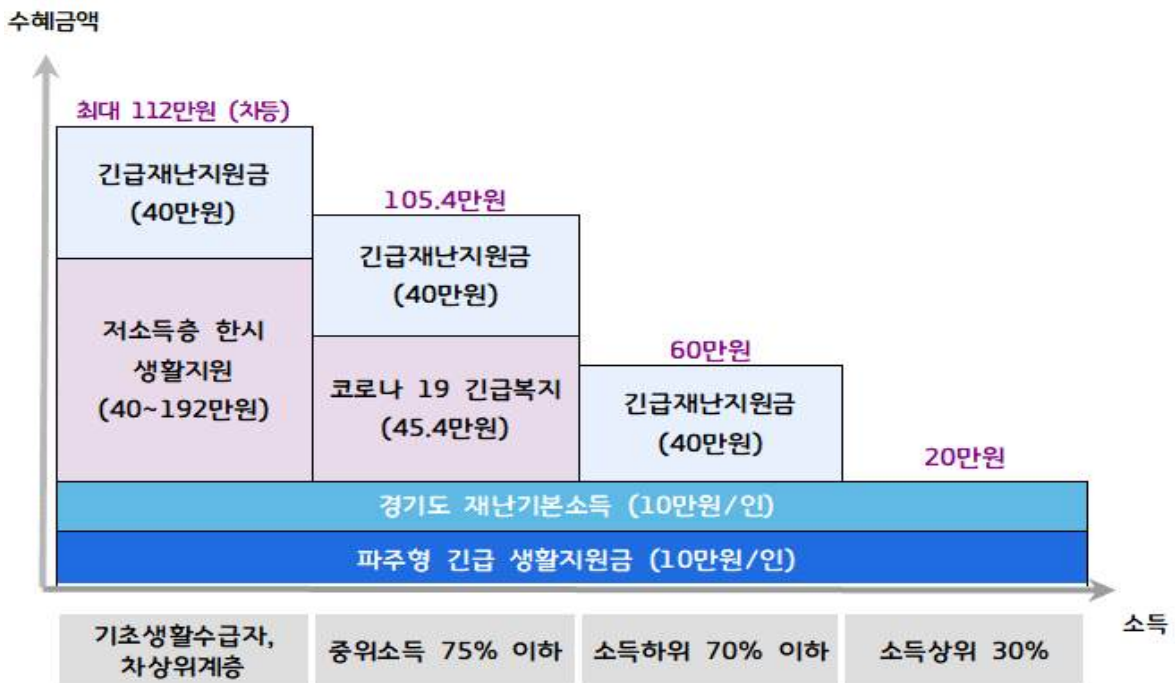 수혜금액
최대 112만원 (차등)
긴급재난지원금
(40만원)
저소득층 한시
생활지원
(40~192만원)
105.4만원
긴급재난지원금
(40만원)
코로나 19 긴급복지
(45.4만원)
60만원
긴급재난지원금
(40만원)
20만원
경기도 재난기본소득 (10만원/인)
파주형 긴급 생활지원금 (10만원/인)
소득
기초생활수급자,
차상위계층
중위소득 75% 이하
소득하위 70% 이하
소득상위 30%